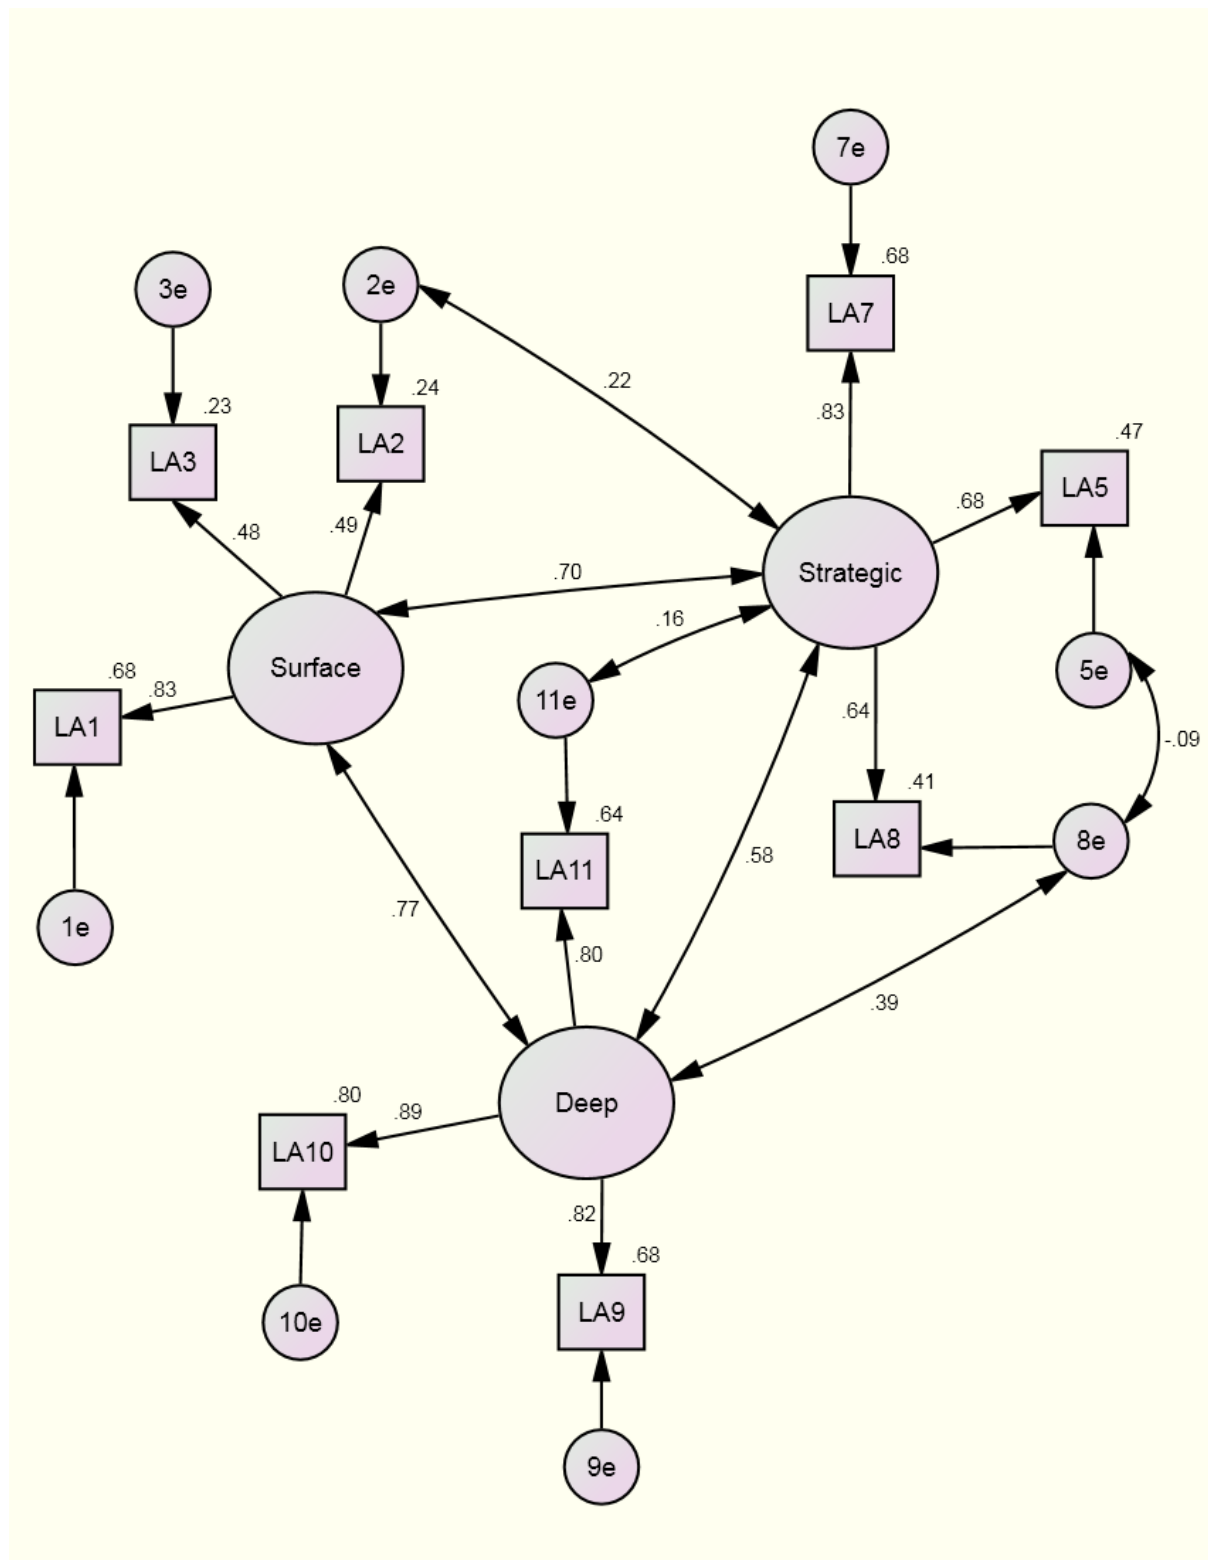 7e
.68
LA7
3e
2e
.23
LA3
.24
LA2
.22
.83
.47
LA5
.48
.49
.68
Strategic
.70
.16
Surface
.68
.83
LA1
11e
5e
.64
-.09
.64
LA11
.41
LA8
8e
.58
1e
.77
.80
.39
Deep
.80
.89
LA10
.82
.68
LA9
10e
9e